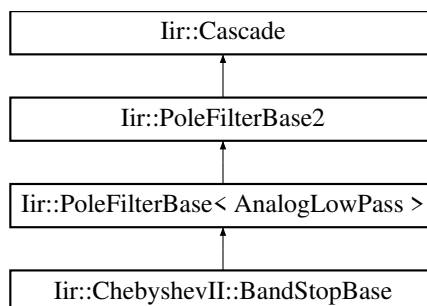 Iir::Cascade
Iir::PoleFilterBase2
Iir::PoleFilterBase< AnalogLowPass >
Iir::ChebyshevII::BandStopBase